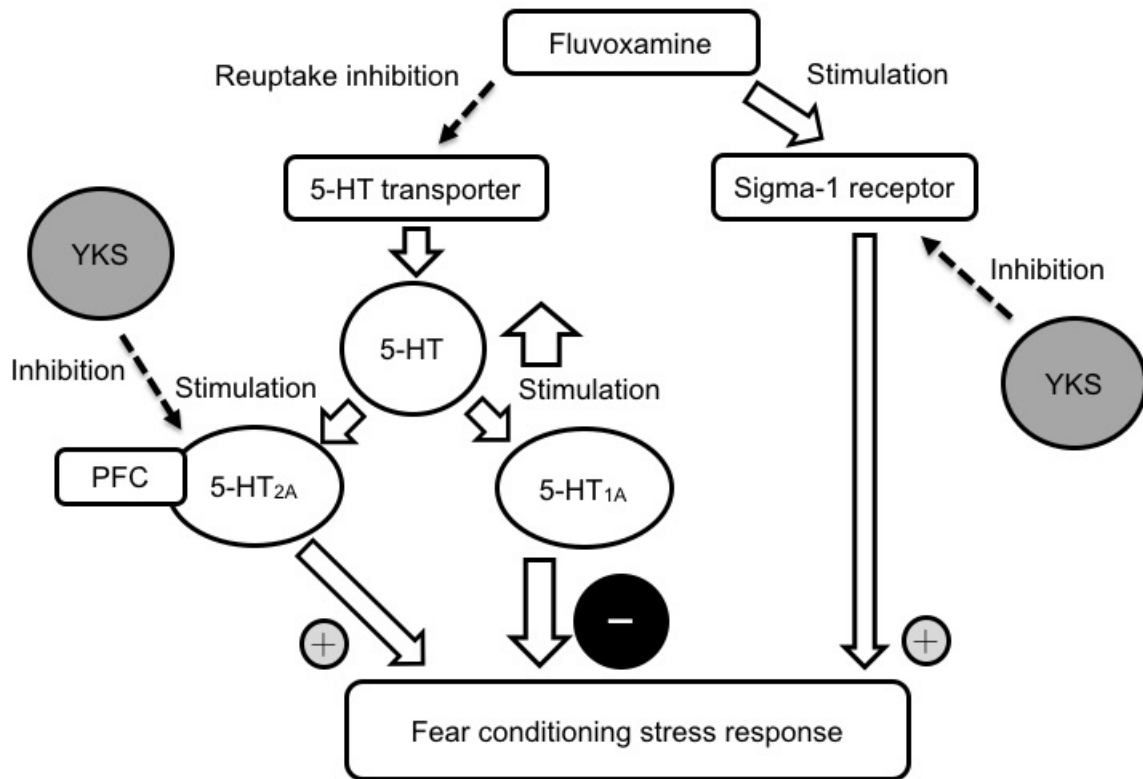 Fluvoxamine
Reuptake inhibition
Stimulation
5-HT transporter
Sigma-1 receptor
YKS
Inhibition
5-HT
YKS
Inhibition
Stimulation
Stimulation
PFC
5-HT2A
5-HT1A
+
−
+
Fear conditioning stress response